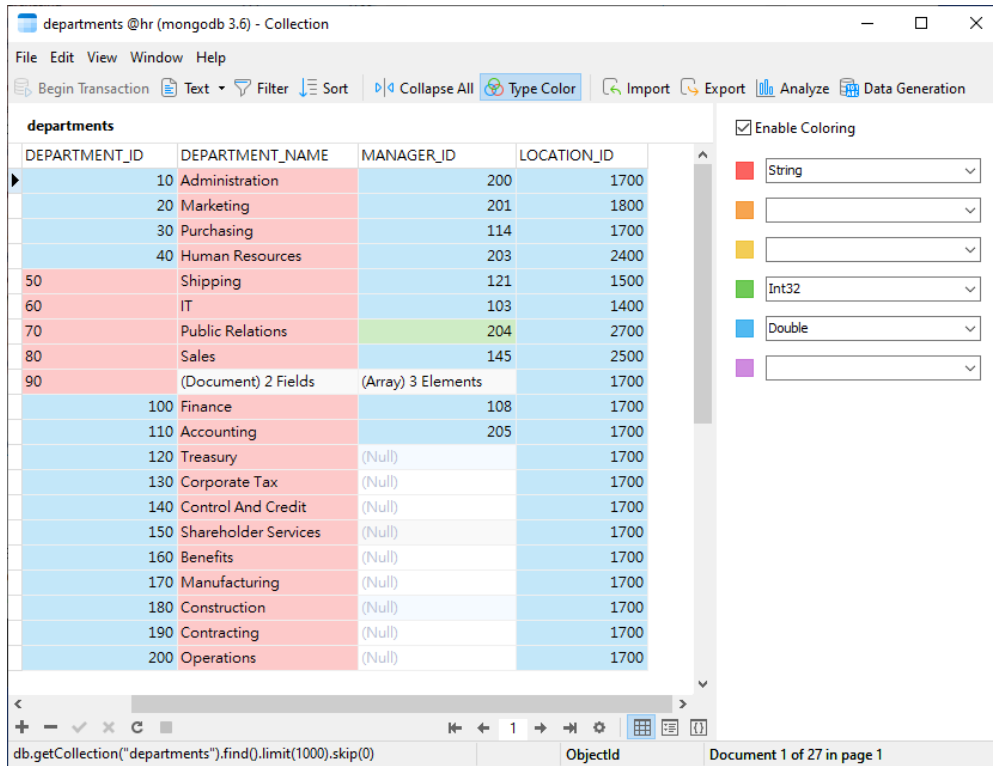 departments @hr (mongodb 3.6) - Collection
File Edit View Window Help
Begin Transaction Text Filter Sort Collapse All Type Color Import Export Analyze Data Generation
departments
Enable Coloring
DEPARTMENT_ID DEPARTMENT_NAME MANAGER_ID LOCATION_ID
String
10 Administration 200 1700
20 Marketing 201 1800
30 Purchasing 114 1700
40 Human Resources 203 2400
50 Shipping 121 1500
Int32
60 IT 103 1400
70 Public Relations 204 2700
Double
80 Sales 145 2500
90 (Document) 2 Fields (Array) 3 Elements 1700
100 Finance 108 1700
110 Accounting 205 1700
120 Treasury (Null) 1700
130 Corporate Tax (Null) 1700
140 Control And Credit (Null) 1700
150 Shareholder Services (Null) 1700
160 Benefits (Null) 1700
170 Manufacturing (Null) 1700
180 Construction (Null) 1700
190 Contracting (Null) 1700
200 Operations (Null) 1700
1
db.getCollection("departments").find().limit(1000).skip(0) ObjectId Document 1 of 27 in page 1